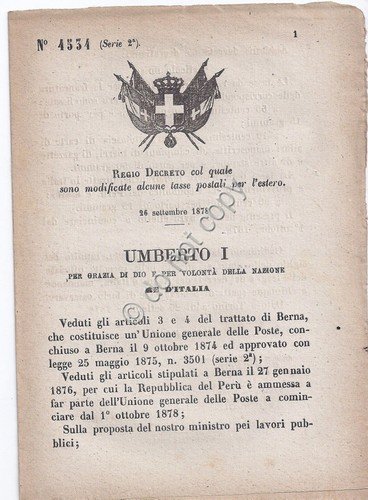 1
N° 4534 (Serie 2ª).
REGIO DECRETO col quale
sono modificate alcune tasse postali per l'estero.
26 settembre 1878
UMBERTO I
PER GRAZIA DI DIO E PER VOLONTÀ DELLA NAZIONE
RE D'ITALIA
Veduti gli articoli 3 e 4 del trattato di Berna,
che costituisce un'Unione generale delle Poste, con-
chiuso a Berna il 9 ottobre 1874 ed approvato con
legge 25 maggio 1875, n. 3501 (serie 2ª);
Veduti gli articoli stipulati a Berna il 27 gennaio
1876, per cui la Repubblica del Perù è ammessa a
far parte dell'Unione generale delle Poste a comin-
ciare dal 1° ottobre 1878;
Sulla proposta del nostro ministro pei lavori pub-
blici;
do not copy